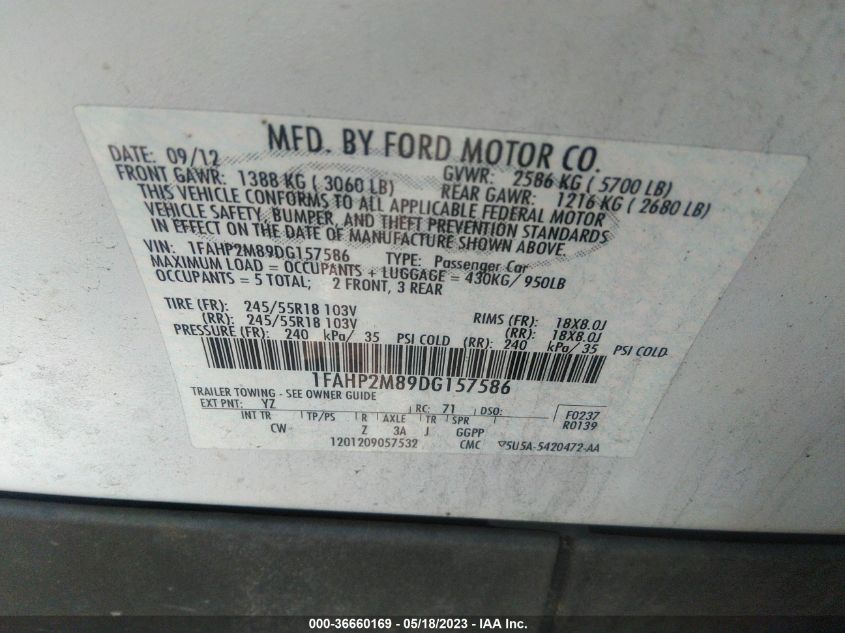 MFD. BY FORD MOTOR CO.
DATE: 09/12 GVWR: 2586 KG ( 5700 LB)
FRONT GAWR: 1388 KG ( 3060 LB) REAR GAWR: 1216 KG ( 2680 LB)
THIS VEHICLE CONFORMS TO ALL APPLICABLE FEDERAL MOTOR
VEHICLE SAFETY, BUMPER, AND THEFT PREVENTION STANDARDS
IN EFFECT ON THE DATE OF MANUFACTURE SHOWN ABOVE.
VIN: 1FAHP2M89DG157586 TYPE: Passenger Car
MAXIMUM LOAD = OCCUPANTS + LUGGAGE = 430KG/ 950LB
OCCUPANTS = 5 TOTAL; 2 FRONT, 3 REAR
TIRE (FR): 245/55R18 103V RIMS (FR): 18X8.0J
(RR): 245/55R18 103V (RR): 18X8.0J
PRESSURE (FR): 240 kPa/ 35 PSI COLD (RR): 240 kPa/ 35 PSI COLD
1FAHP2M89DG157586
TRAILER TOWING - SEE OWNER GUIDE
EXT PNT: YZ RC: 71 DSO: F0237
INT TR TP/PS R AXLE TR SPR R0139
CW Z 3A J GGPP
1201209057532 CMC 5U5A-5420472-AA
000-36660169 - 05/18/2023 - IAA Inc.